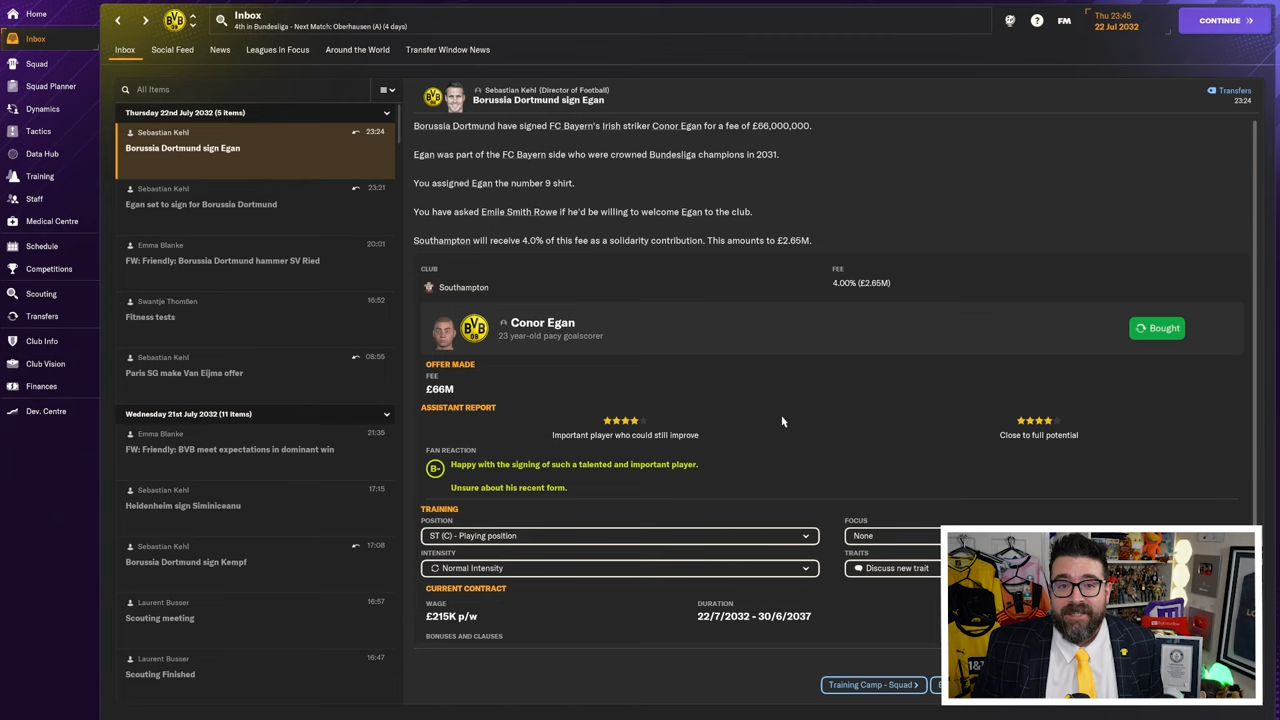 Home
Inbox
Squad
Squad Planner
Dynamics
Tactics
Data Hub
Training
Staff
Medical Centre
Schedule
Competitions
Scouting
Transfers
Club Info
Club Vision
Finances
Dev. Centre
Inbox
4th in Bundesliga - Next Match: Oberhausen (A) (4 days)
FM
Thu 23:45
22 Jul 2032
CONTINUE
Inbox Social Feed News Leagues in Focus Around the World Transfer Window News
All Items
Thursday 22nd July 2032 (5 items)
Sebastian Kehl 23:24
Borussia Dortmund sign Egan
Sebastian Kehl 23:21
Egan set to sign for Borussia Dortmund
Emma Blanke 20:01
FW: Friendly: Borussia Dortmund hammer SV Ried
Swantje Thomßen 16:52
Fitness tests
Sebastian Kehl 08:56
Paris SG make Van Eijma offer
Wednesday 21st July 2032 (11 items)
Emma Blanke 21:35
FW: Friendly: BVB meet expectations in dominant win
Sebastian Kehl 17:15
Heidenheim sign Siminiceanu
Sebastian Kehl 17:08
Borussia Dortmund sign Kempf
Laurent Busser 16:57
Scouting meeting
Laurent Busser 16:47
Scouting Finished
Sebastian Kehl (Director of Football)
Borussia Dortmund sign Egan
Transfers
23:24
Borussia Dortmund have signed FC Bayern's Irish striker Conor Egan for a fee of £66,000,000.
Egan was part of the FC Bayern side who were crowned Bundesliga champions in 2031.
You assigned Egan the number 9 shirt.
You have asked Emile Smith Rowe if he'd be willing to welcome Egan to the club.
Southampton will receive 4.0% of this fee as a solidarity contribution. This amounts to £2.65M.
CLUB FEE
Southampton 4.00% (£2.65M)
BVB 09
Conor Egan
23 year-old pacy goalscorer
Bought
OFFER MADE
FEE
£66M
ASSISTANT REPORT
Important player who could still improve Close to full potential
FAN REACTION
B-
Happy with the signing of such a talented and important player.
Unsure about his recent form.
TRAINING
POSITION FOCUS
ST (C) - Playing position None
INTENSITY TRAITS
Normal Intensity Discuss new trait
CURRENT CONTRACT
WAGE DURATION
£215K p/w 22/7/2032 - 30/6/2037
BONUSES AND CLAUSES
Training Camp - Squad